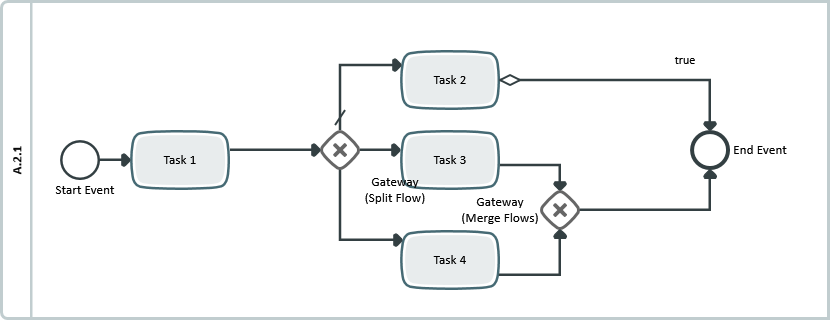 A.2.1
Start Event
Task 1
Gateway
(Split Flow)
Task 2
Task 3
Task 4
Gateway
(Merge Flows)
true
End Event